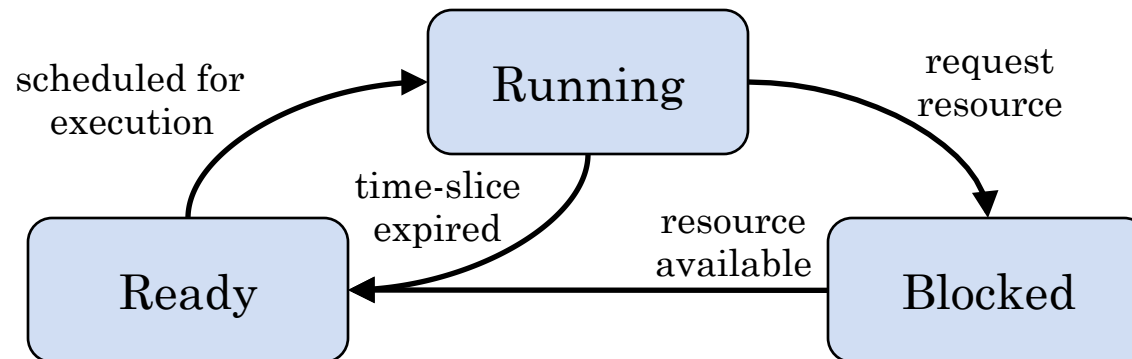 Running
scheduled for
execution
request
resource
time-slice
expired
resource
available
Ready
Blocked